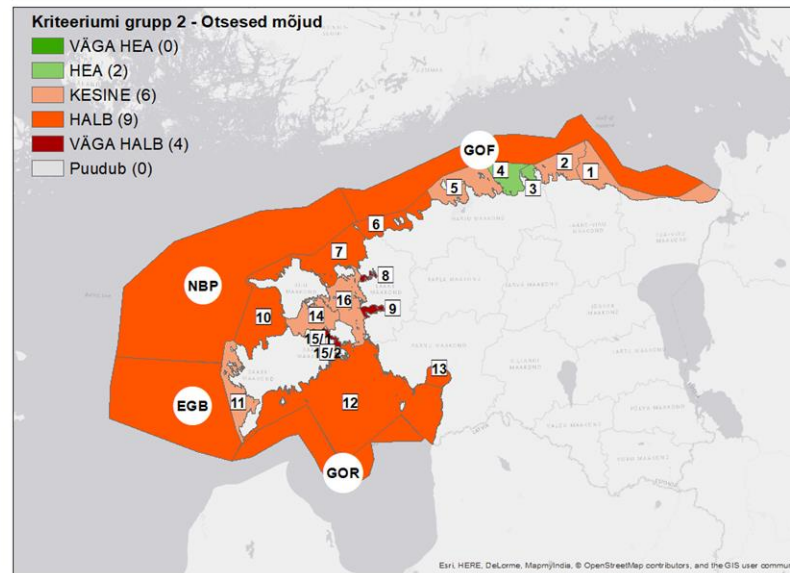 Kriteeriumi grupp 2 - Otsesed mõjud
VÄGA HEA (0)
HEA (2)
KESINE (6)
HALB (9)
VÄGA HALB (4)
Puudub (0)
GOF
4
2
5
3
1
6
7
8
NBP
16
10
9
14
15/1
15/2
13
EGB
11
12
GOR
Esri, HERE, DeLorme, MapmyIndia, © OpenStreetMap contributors, and the GIS user commun